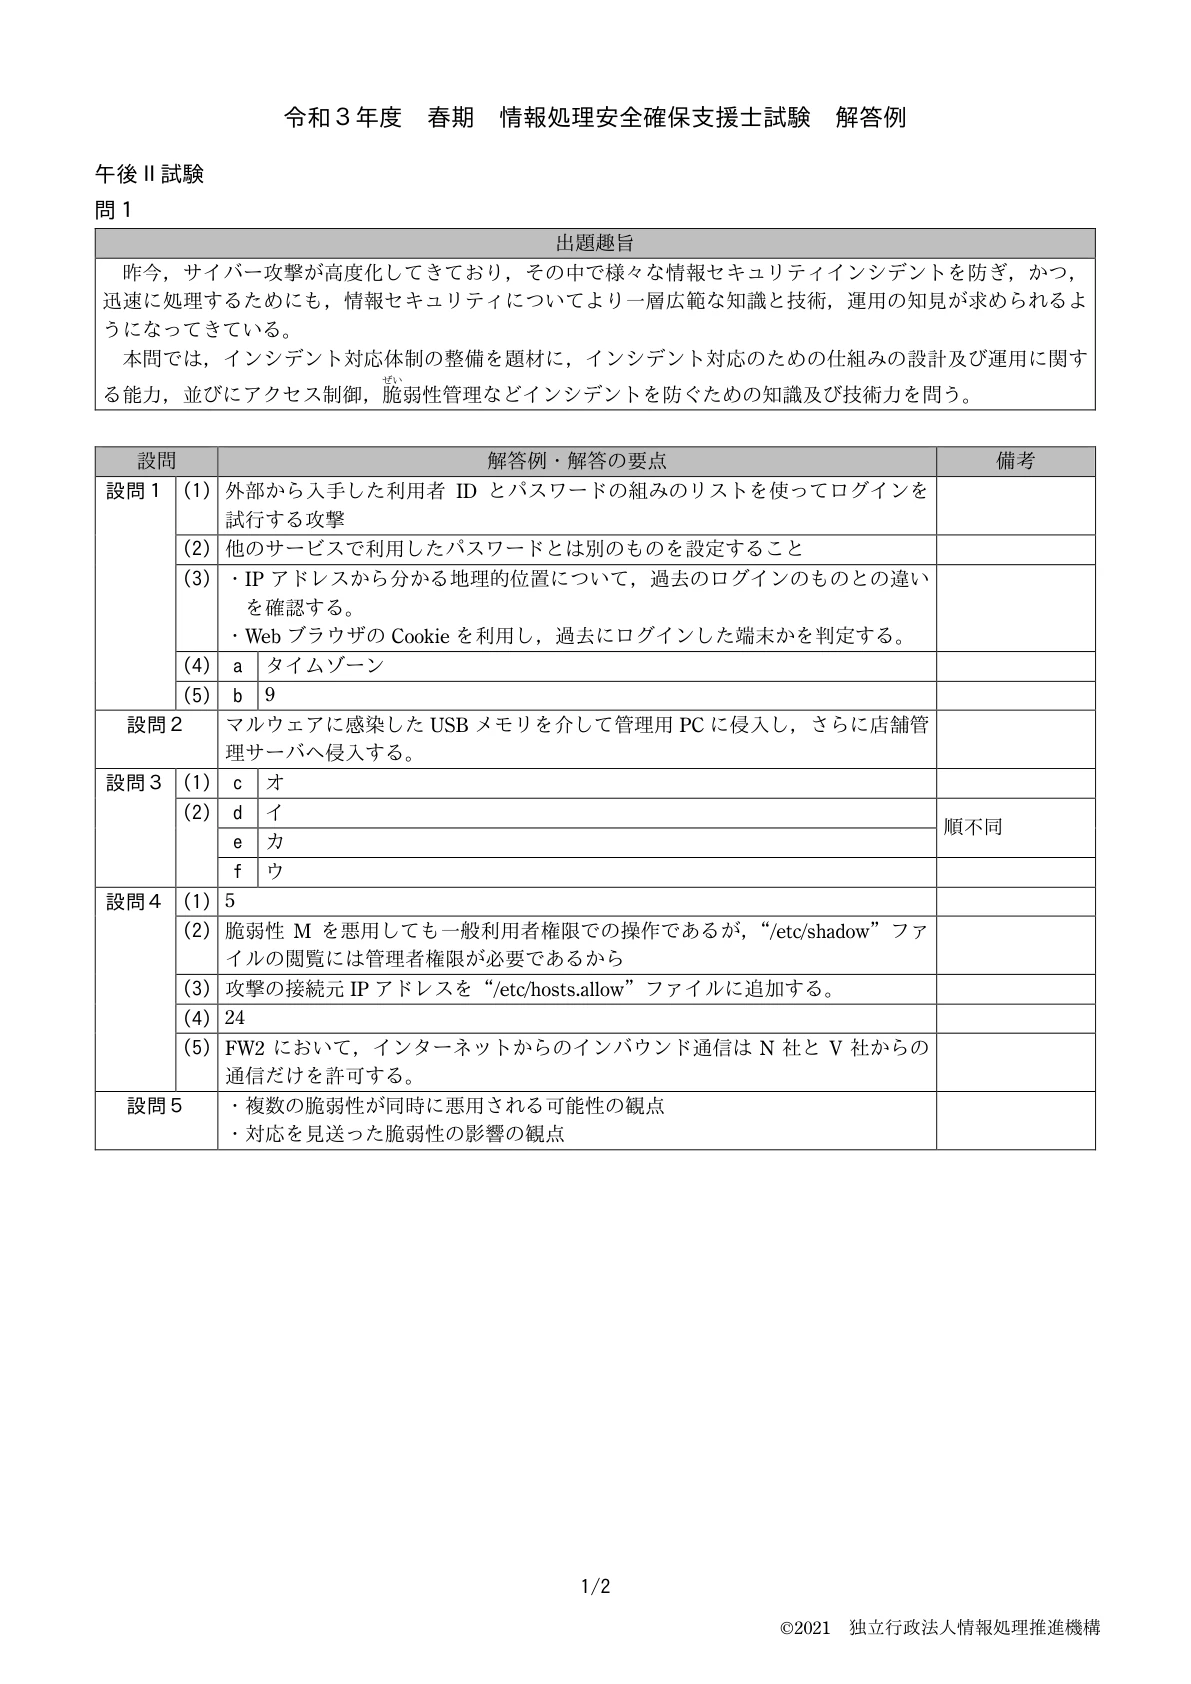 令和3年度　春期　情報処理安全確保支援士試験　解答例
午後Ⅱ試験
問1
出題趣旨
昨今，サイバー攻撃が高度化してきており，その中で様々な情報セキュリティインシデントを防ぎ，かつ，
迅速に処理するためにも，情報セキュリティについてより一層広範な知識と技術，運用の知見が求められるよ
うになってきている。
本問では，インシデント対応体制の整備を題材に，インシデント対応のための仕組みの設計及び運用に関す
ぜい
る能力，並びにアクセス制御，脆弱性管理などインシデントを防ぐための知識及び技術力を問う。
設問 解答例・解答の要点 備考
設問1 (1) 外部から入手した利用者 ID とパスワードの組みのリストを使ってログインを
試行する攻撃
(2) 他のサービスで利用したパスワードとは別のものを設定すること
(3) ・IP アドレスから分かる地理的位置について，過去のログインのものとの違い
を確認する。
・Web ブラウザの Cookie を利用し，過去にログインした端末かを判定する。
(4) a タイムゾーン
(5) b 9
設問2 マルウェアに感染した USB メモリを介して管理用 PC に侵入し，さらに店舗管
理サーバへ侵入する。
設問3 (1) c オ
(2) d イ 順不同
e カ
f ウ
設問4 (1) 5
(2) 脆弱性 M を悪用しても一般利用者権限での操作であるが，“/etc/shadow” ファ
イルの閲覧には管理者権限が必要であるから
(3) 攻撃の接続元 IP アドレスを“/etc/hosts.allow”ファイルに追加する。
(4) 24
(5) FW2 において，インターネットからのインバウンド通信は N 社と V 社からの
通信だけを許可する。
設問5 ・複数の脆弱性が同時に悪用される可能性の観点
・対応を見送った脆弱性の影響の観点
1/2
©2021　独立行政法人情報処理推進機構